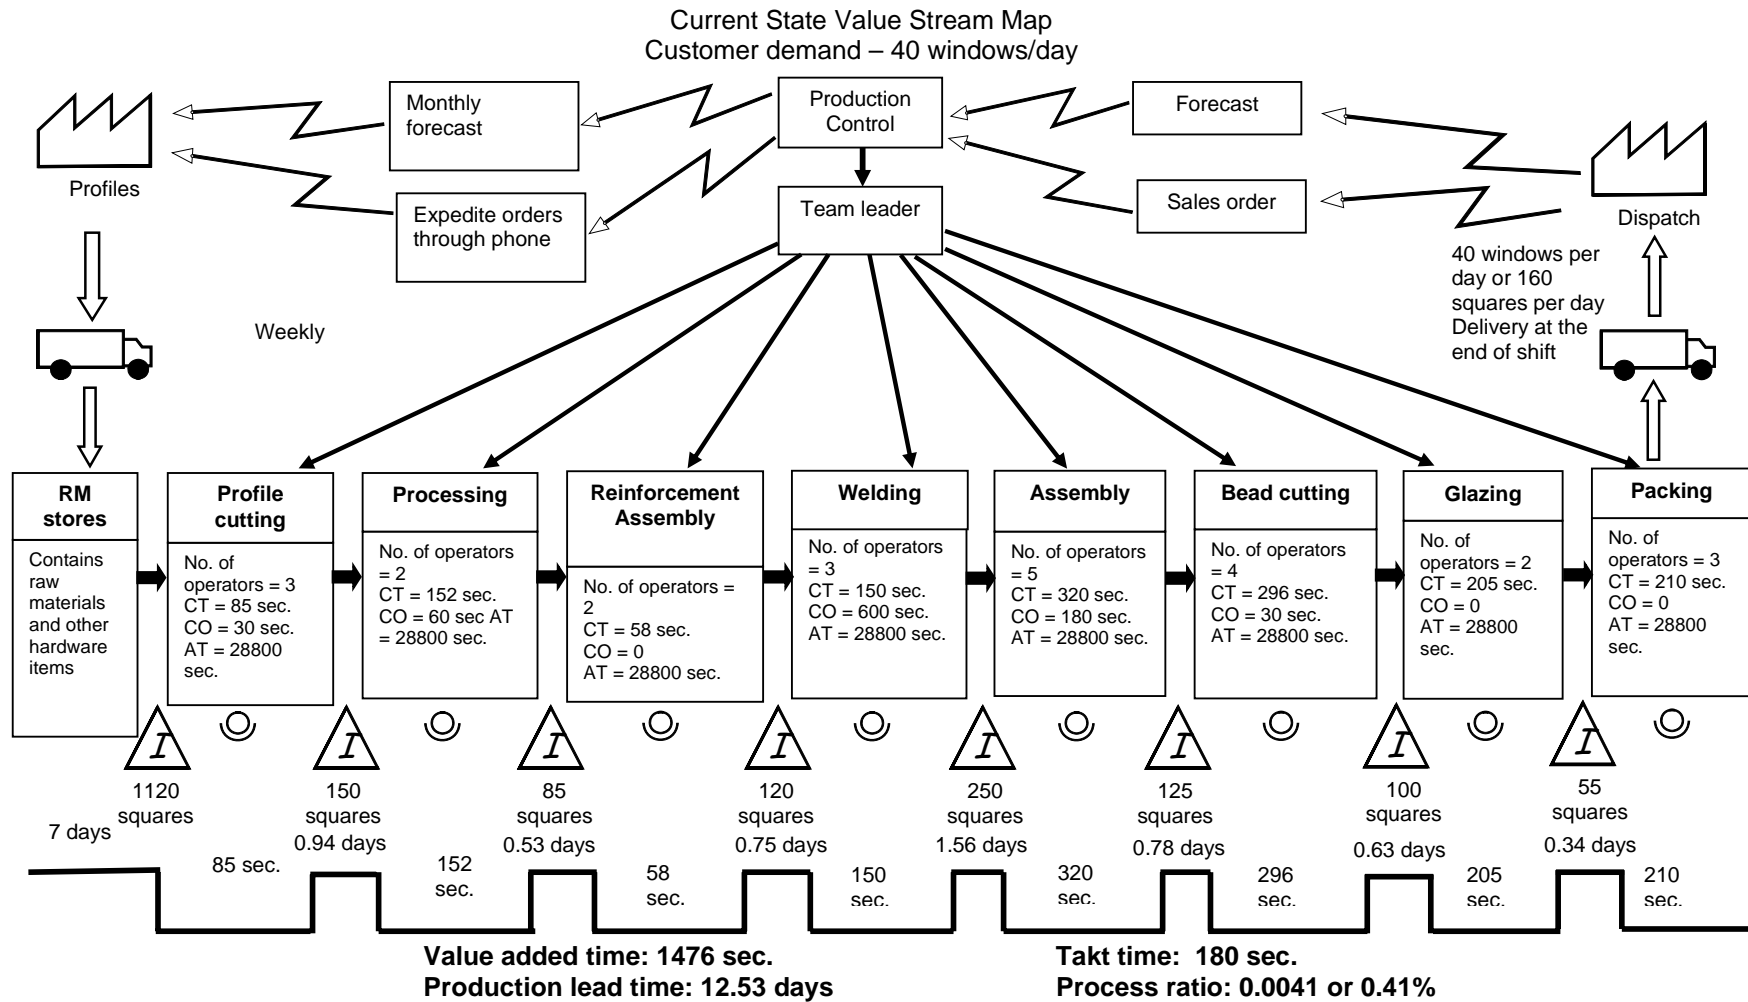 Current State Value Stream Map
Customer demand – 40 windows/day
Monthly
forecast
Production
Control
Forecast
Profiles
Expedite orders
through phone
Team leader
Sales order
Dispatch
40 windows per
day or 160
squares per day
Delivery at the
end of shift
Weekly
RM
stores
Contains
raw
materials
and other
hardware
items
Profile
cutting
No. of
operators = 3
CT = 85 sec.
CO = 30 sec.
AT = 28800
sec.
Processing
No. of operators
= 2
CT = 152 sec.
CO = 60 sec AT
= 28800 sec.
Reinforcement
Assembly
No. of operators =
2
CT = 58 sec.
CO = 0
AT = 28800 sec.
Welding
No. of operators
= 3
CT = 150 sec.
CO = 600 sec.
AT = 28800 sec.
Assembly
No. of operators
= 5
CT = 320 sec.
CO = 180 sec.
AT = 28800 sec.
Bead cutting
No. of operators
= 4
CT = 296 sec.
CO = 30 sec.
AT = 28800 sec.
Glazing
No. of
operators = 2
CT = 205 sec.
CO = 0
AT = 28800
sec.
Packing
No. of
operators = 3
CT = 210 sec.
CO = 0
AT = 28800
sec.
I
I
I
I
I
I
I
I
1120
squares
7 days
150
squares
0.94 days
85
squares
0.53 days
120
squares
0.75 days
250
squares
1.56 days
125
squares
0.78 days
100
squares
0.63 days
55
squares
0.34 days
85 sec.
152
sec.
58
sec.
150
sec.
320
sec.
296
sec.
205
sec.
210
sec.
Value added time: 1476 sec.
Production lead time: 12.53 days
Takt time: 180 sec.
Process ratio: 0.0041 or 0.41%